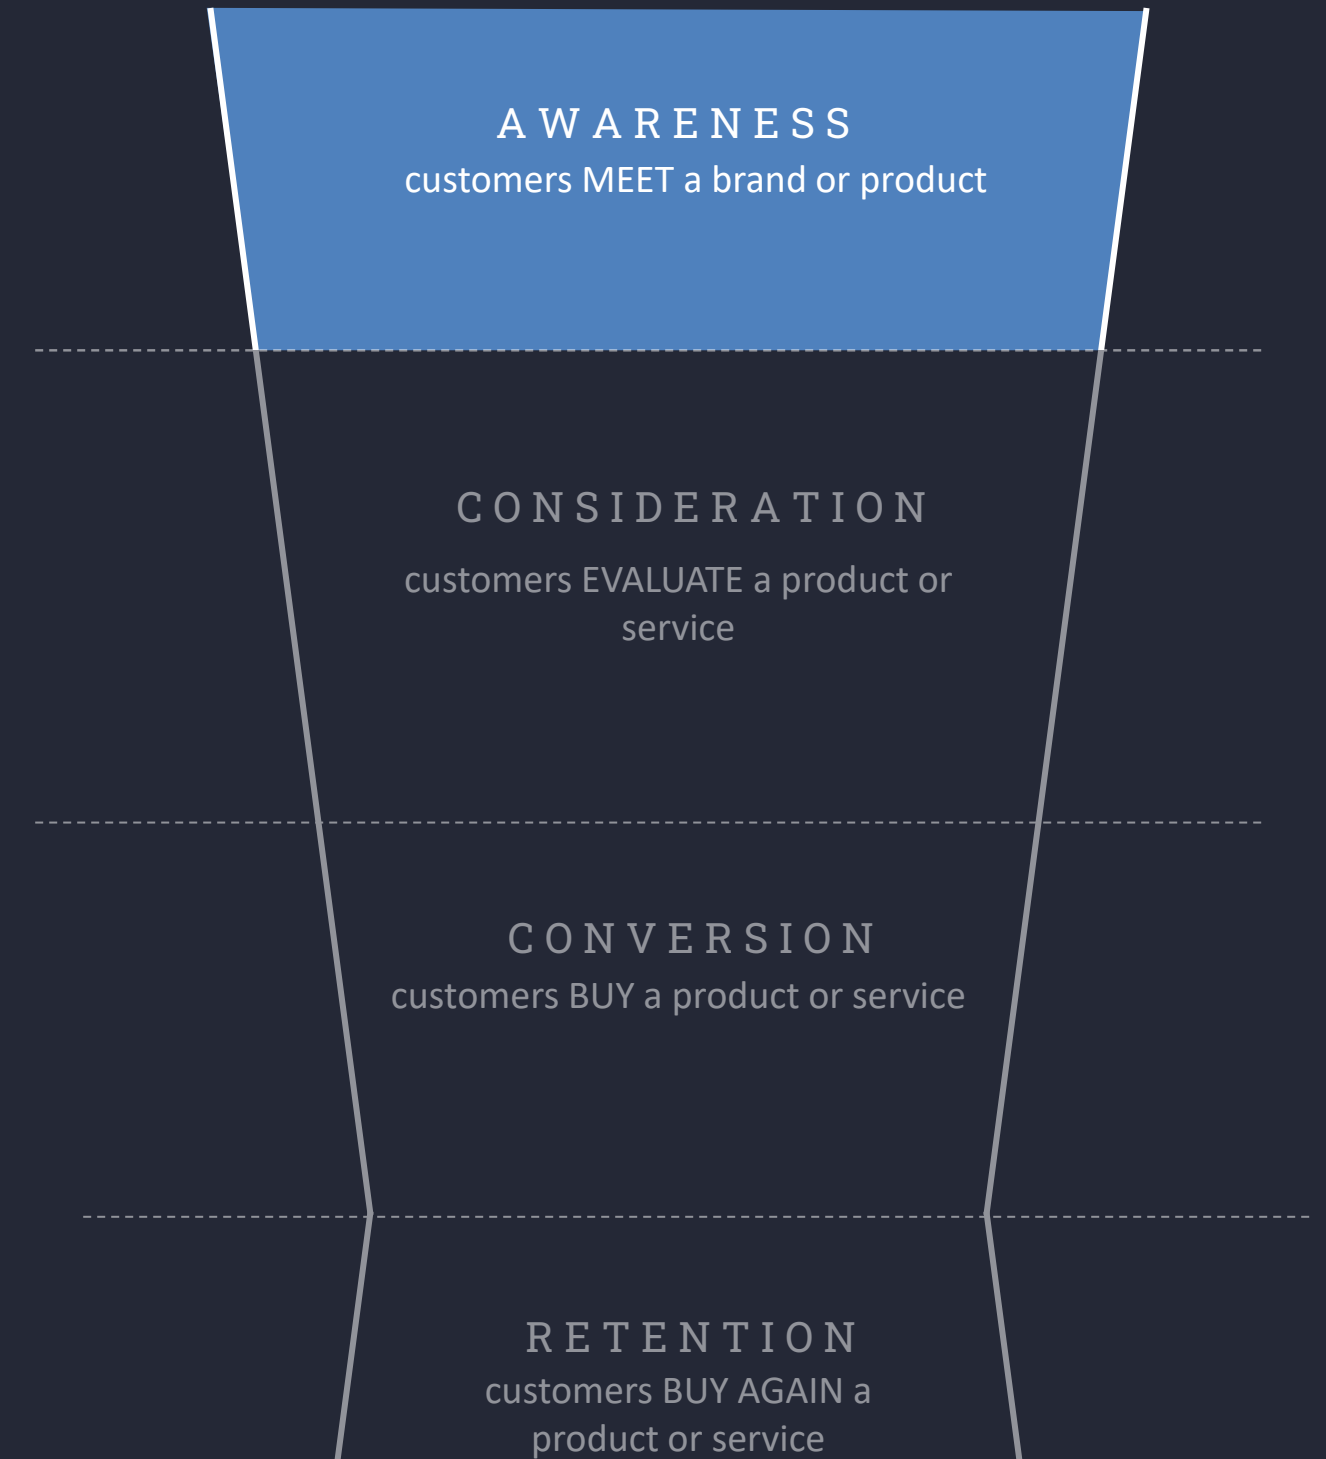 AWARENESS
customers MEET a brand or product
CONSIDERATION
customers EVALUATE a product or
service
CONVERSION
customers BUY a product or service
RETENTION
customers BUY AGAIN a
product or service